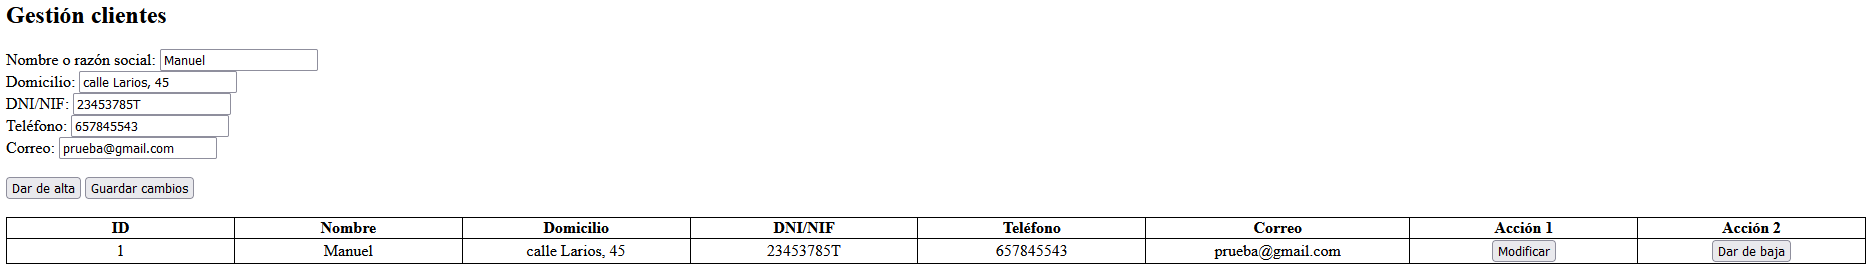 Gestión clientes
Nombre o razón social: Manuel
Domicilio: calle Larios, 45
DNI/NIF: 23453785T
Teléfono: 657845543
Correo: prueba@gmail.com
Dar de alta Guardar cambios
ID Nombre Domicilio DNI/NIF Teléfono Correo Acción 1 Acción 2
1 Manuel calle Larios, 45 23453785T 657845543 prueba@gmail.com Modificar Dar de baja